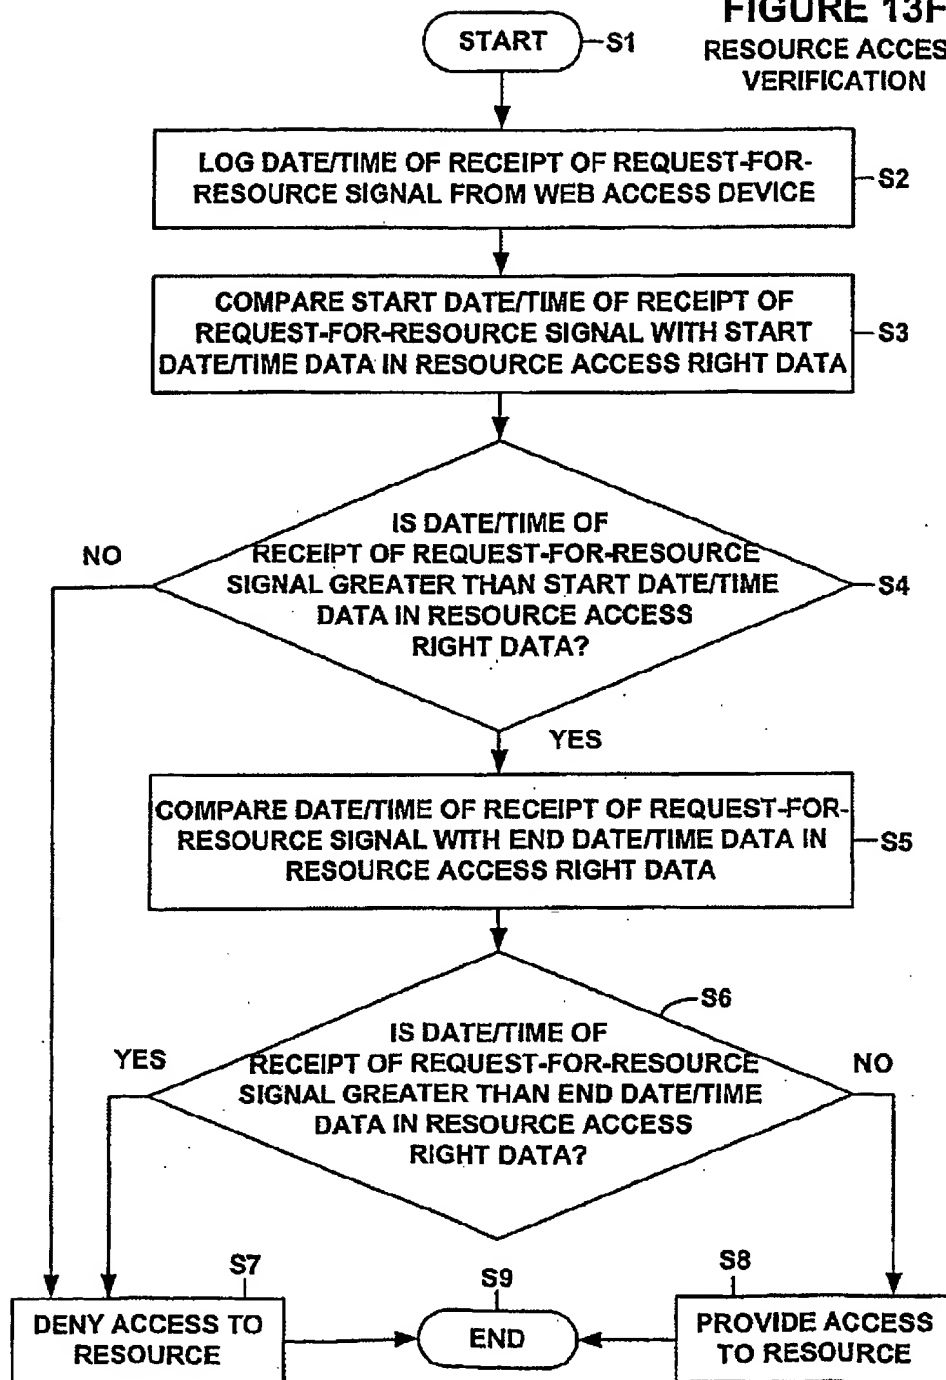 FIGURE 13F
RESOURCE ACCES
VERIFICATION
START
S1
LOG DATE/TIME OF RECEIPT OF REQUEST-FOR-
RESOURCE SIGNAL FROM WEB ACCESS DEVICE
S2
COMPARE START DATE/TIME OF RECEIPT OF
REQUEST-FOR-RESOURCE SIGNAL WITH START
DATE/TIME DATA IN RESOURCE ACCESS RIGHT DATA
S3
IS DATE/TIME OF
RECEIPT OF REQUEST-FOR-RESOURCE
SIGNAL GREATER THAN START DATE/TIME
DATA IN RESOURCE ACCESS
RIGHT DATA?
S4
NO
YES
COMPARE DATE/TIME OF RECEIPT OF REQUEST-FOR-
RESOURCE SIGNAL WITH END DATE/TIME DATA IN
RESOURCE ACCESS RIGHT DATA
S5
S6
IS DATE/TIME OF
RECEIPT OF REQUEST-FOR-RESOURCE
SIGNAL GREATER THAN END DATE/TIME
DATA IN RESOURCE ACCESS
RIGHT DATA?
YES
NO
S7
DENY ACCESS TO
RESOURCE
S9
END
S8
PROVIDE ACCESS
TO RESOURCE